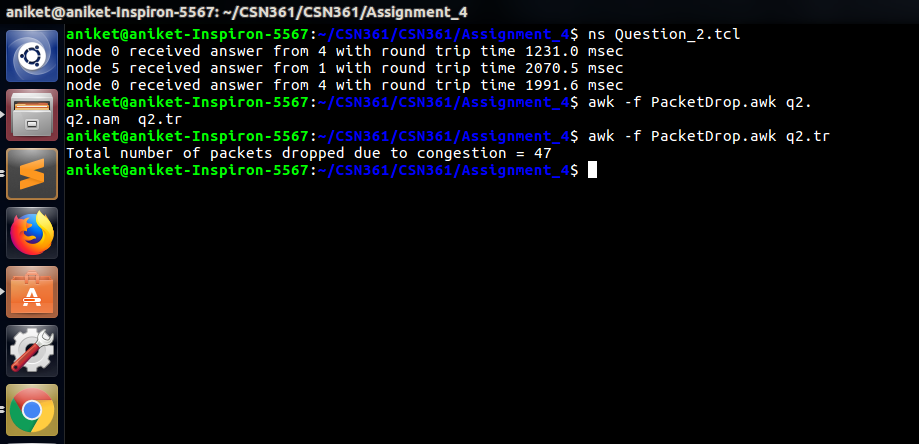 aniket@aniket-Inspiron-5567: ~/CSN361/CSN361/Assignment_4
aniket@aniket-Inspiron-5567:~/CSN361/CSN361/Assignment_4$ ns Question_2.tcl
node 0 received answer from 4 with round trip time 1231.0 msec
node 5 received answer from 1 with round trip time 2070.5 msec
node 0 received answer from 4 with round trip time 1991.6 msec
aniket@aniket-Inspiron-5567:~/CSN361/CSN361/Assignment_4$ awk -f PacketDrop.awk q2.
q2.nam  q2.tr
aniket@aniket-Inspiron-5567:~/CSN361/CSN361/Assignment_4$ awk -f PacketDrop.awk q2.tr
Total number of packets dropped due to congestion = 47
aniket@aniket-Inspiron-5567:~/CSN361/CSN361/Assignment_4$